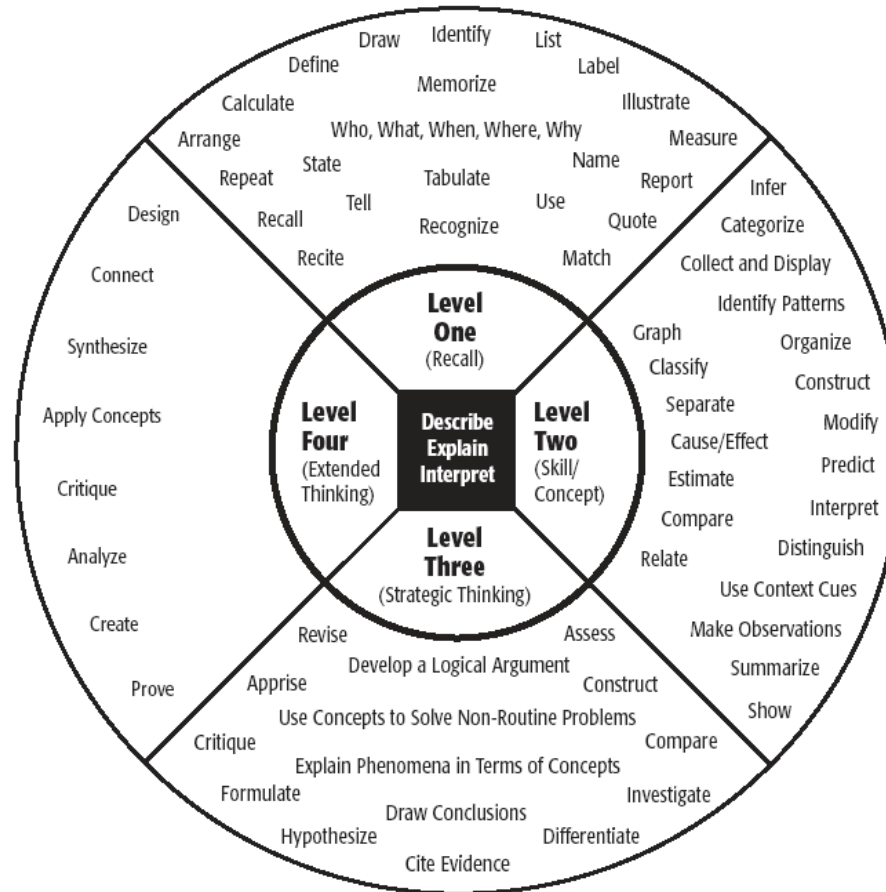 Draw
Identify
List
Define
Label
Memorize
Calculate
Illustrate
Arrange
Who, What, When, Where, Why
Measure
State
Name
Repeat
Tabulate
Report
Tell
Use
Recall
Recognize
Quote
Recite
Match
Infer
Categorize
Collect and Display
Identify Patterns
Graph
Organize
Classify
Construct
Separate
Modify
Cause/Effect
Predict
Estimate
Interpret
Compare
Distinguish
Relate
Use Context Cues
Make Observations
Summarize
Show
Design
Connect
Synthesize
Apply Concepts
Critique
Analyze
Create
Prove
Level
One
(Recall)
Level
Four
(Extended
Thinking)
Describe
Explain
Interpret
Level
Two
(Skill/
Concept)
Level
Three
(Strategic Thinking)
Revise
Assess
Develop a Logical Argument
Apprise
Construct
Use Concepts to Solve Non-Routine Problems
Critique
Compare
Explain Phenomena in Terms of Concepts
Formulate
Investigate
Draw Conclusions
Hypothesize
Differentiate
Cite Evidence